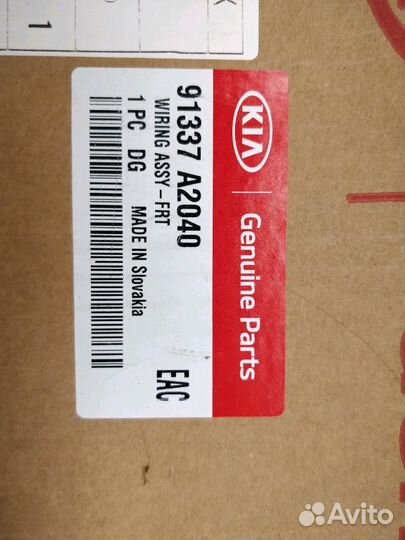 KIA
Genuine Parts
91337 A2040
WIRING ASSY-FRT
1 PC DG MADE IN Slovakia
EAC
1
Avito